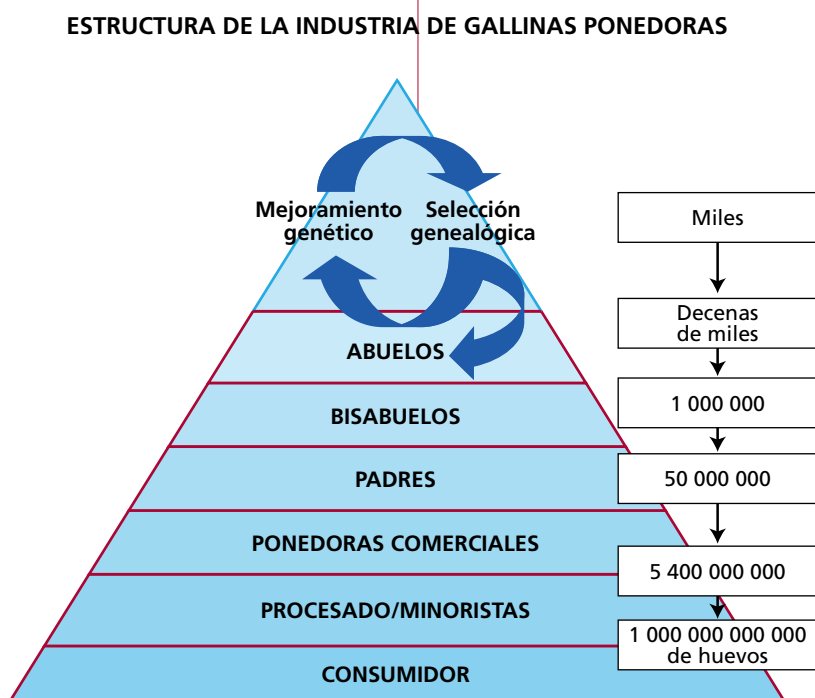 ESTRUCTURA DE LA INDUSTRIA DE GALLINAS PONEDORAS
Mejoramiento
genético
Selección
genealógica
ABUELOS
BISABUELOS
PADRES
PONEDORAS COMERCIALES
PROCESADO/MINORISTAS
CONSUMIDOR
Miles
Decenas
de miles
1 000 000
50 000 000
5 400 000 000
1 000 000 000 000
de huevos